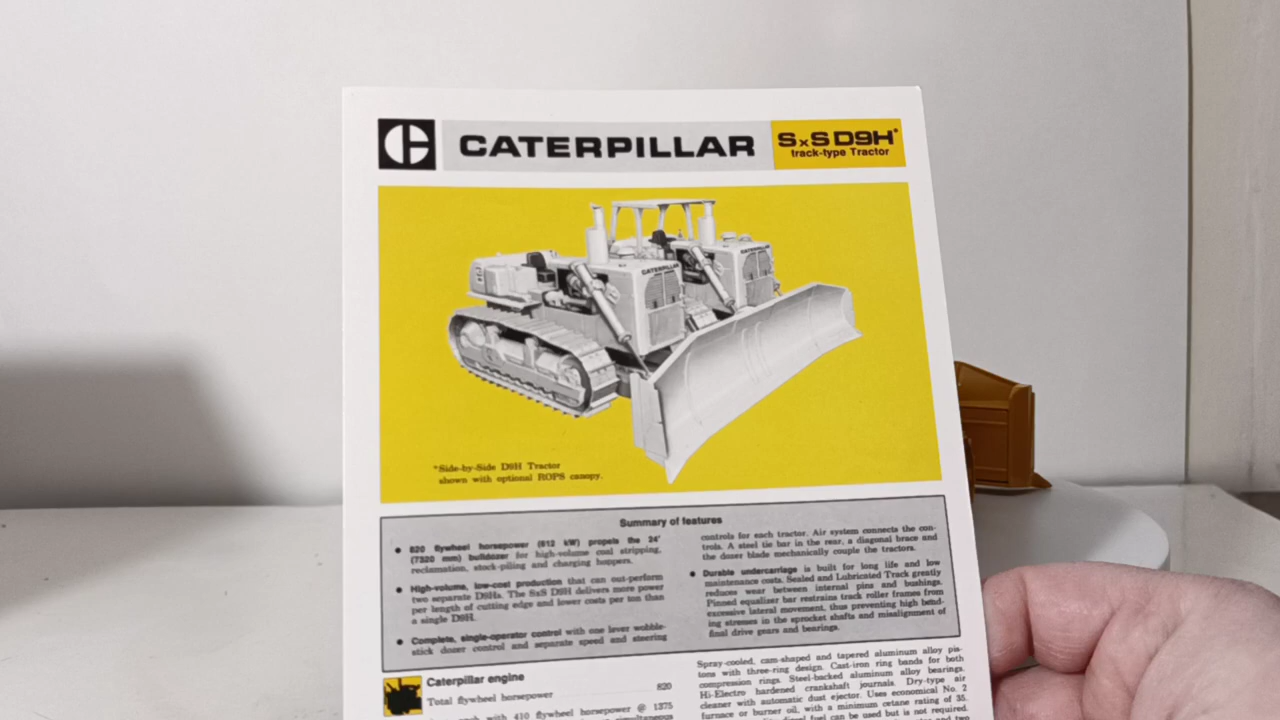 CATERPILLAR
SxS D9H*
track-type Tractor
CATERPILLAR
CATERPILLAR
*Side-by-Side D9H Tractor
shown with optional ROPS canopy.
Summary of features
● 820 flywheel horsepower (612 kW) propels the 24'
(7320 mm) bulldozer for high-volume coal stripping,
reclamation, stock-piling and charging hoppers.
● High-volume, low-cost production that can out-perform
two separate D9Hs. The SxS D9H delivers more power
per length of cutting edge and lower costs per ton than
a single D9H.
● Complete, single-operator control with one lever wobble-
stick dozer control and separate speed and steering
controls for each tractor. Air system connects the con-
trols. A steel tie bar in the rear, a diagonal brace and
the dozer blade mechanically couple the tractors.
● Durable undercarriage is built for long life and low
maintenance costs. Sealed and Lubricated Track greatly
reduces wear between internal pins and bushings.
Pinned equalizer bar restrains track roller frames from
excessive lateral movement, thus preventing high bend-
ing stresses in the sprocket shafts and misalignment of
final drive gears and bearings.
Caterpillar engine
Total flywheel horsepower 820
with 410 flywheel horsepower @ 1375
Spray-cooled, cam-shaped and tapered aluminum alloy pis-
tons with three-ring design. Cast-iron ring bands for both
compression rings. Steel-backed aluminum alloy bearings.
Hi-Electro hardened crankshaft journals. Dry-type air
cleaner with automatic dust ejector. Uses economical No. 2
furnace or burner oil, with a minimum cetane rating of 35.
diesel fuel can be used but is not required.